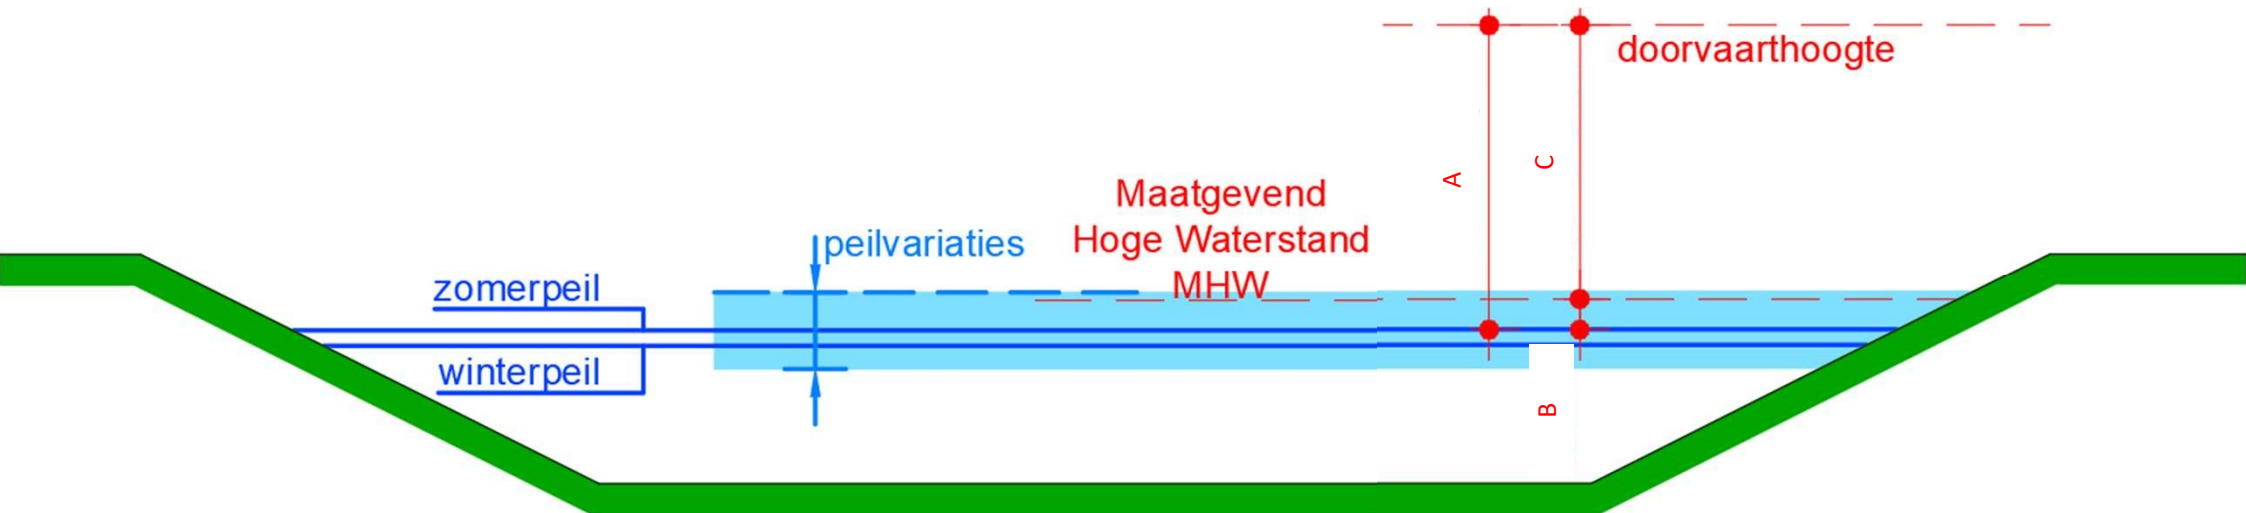 doorvaarthoogte
A
C
Maatgevend
Hoge Waterstand
MHW
peilvariaties
zomerpeil
winterpeil
B